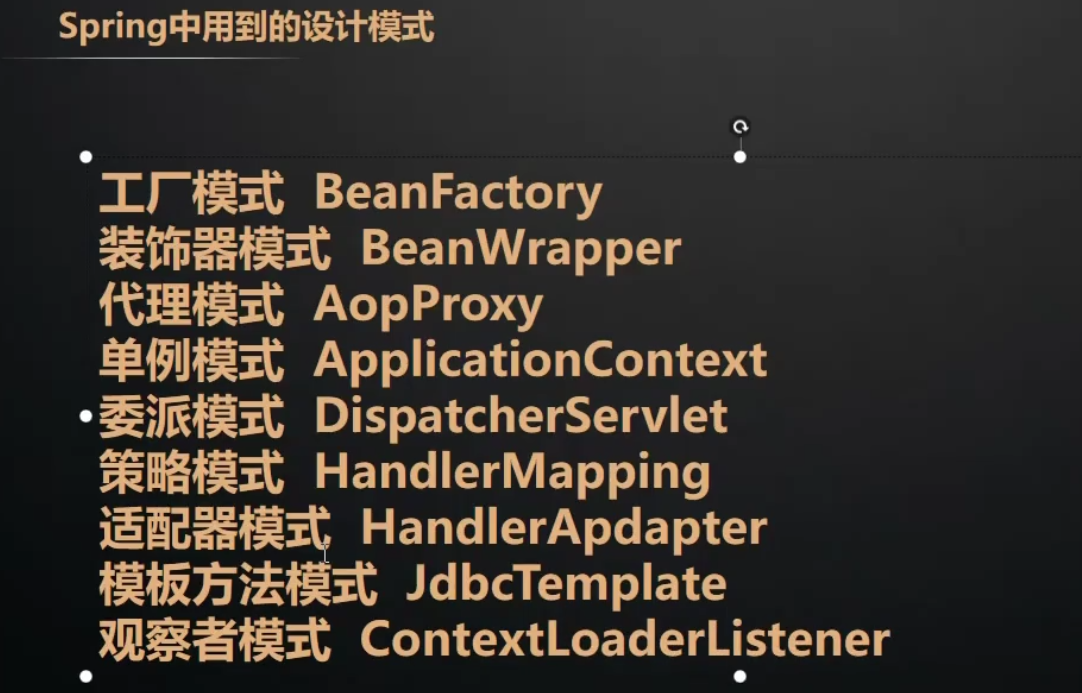 Spring中用到的设计模式
工厂模式 BeanFactory
装饰器模式 BeanWrapper
代理模式 AopProxy
单例模式 ApplicationContext
委派模式 DispatcherServlet
策略模式 HandlerMapping
适配器模式 HandlerApdapter
模板方法模式 JdbcTemplate
观察者模式 ContextLoaderListener